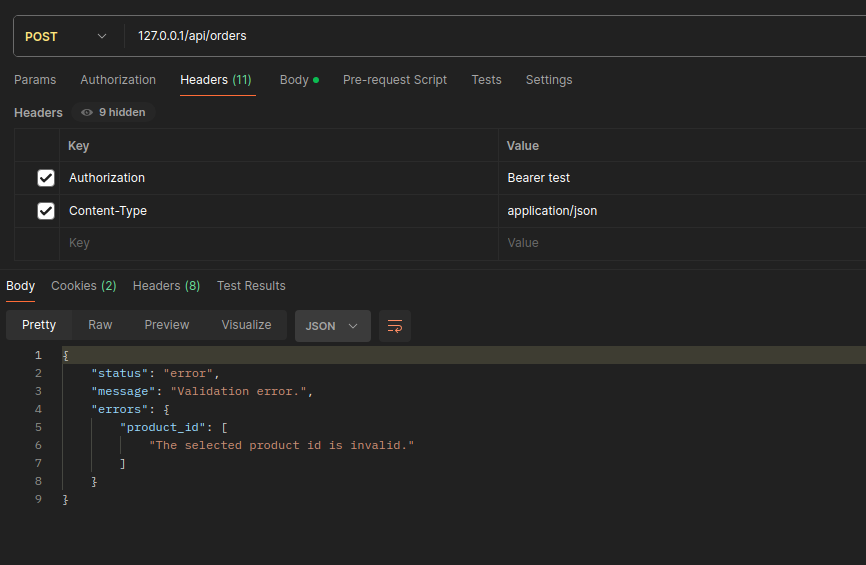 POST 127.0.0.1/api/orders
Params Authorization Headers (11) Body Pre-request Script Tests Settings
Headers 9 hidden
Key Value
Authorization Bearer test
Content-Type application/json
Key Value
Body Cookies (2) Headers (8) Test Results
Pretty Raw Preview Visualize JSON
1 {
2 "status": "error",
3 "message": "Validation error.",
4 "errors": {
5 "product_id": [
6 "The selected product id is invalid."
7 ]
8 }
9 }